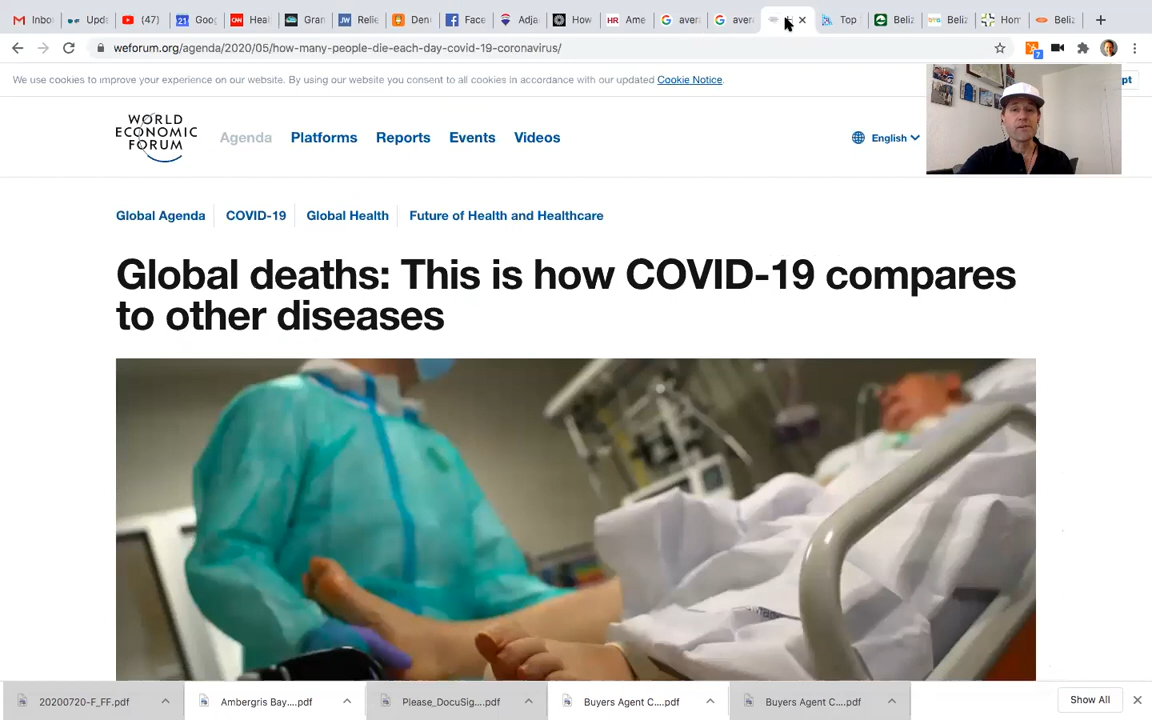 Inbo
Upd
(47)
Goo
Heal
Gran
Relie
Den
Face
Adja
How
Ame
aver
aver
Top
Beliz
Beliz
Hom
Beliz
weforum.org/agenda/2020/05/how-many-people-die-each-day-covid-19-coronavirus/
7
We use cookies to improve your experience on our website. By using our website you consent to all cookies in accordance with our updated Cookie Notice.
pt
WORLD
ECONOMIC
FORUM
Agenda
Platforms
Reports
Events
Videos
English
Global Agenda
COVID-19
Global Health
Future of Health and Healthcare
Global deaths: This is how COVID-19 compares
to other diseases
20200720-F_FF.pdf
Ambergris Bay....pdf
Please_DocuSig...pdf
Buyers Agent C....pdf
Buyers Agent C....pdf
Show All